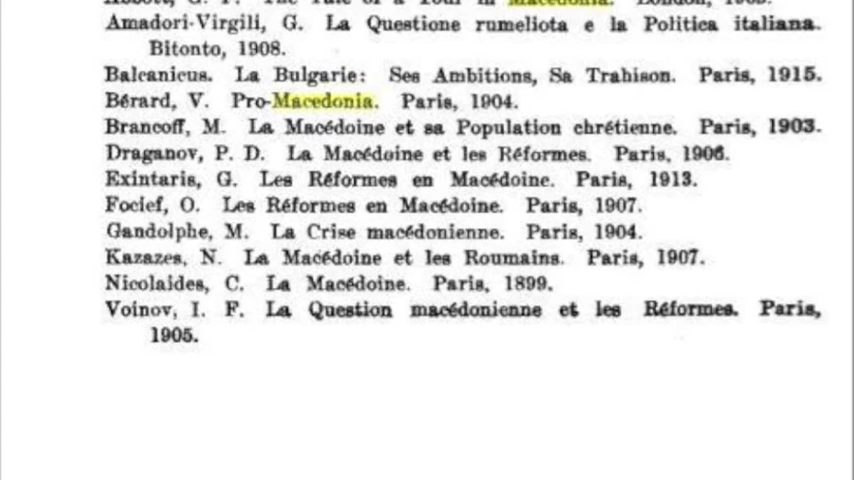 Tour in Macedonia. London,
Amadori-Virgili, G. La Questione rumeliota e la Politica italiana.
Bitonto, 1908.
Balcanicus. La Bulgarie: Ses Ambitions, Sa Trahison. Paris, 1915.
Bérard, V. Pro-Macedonia. Paris, 1904.
Brancoff, M. La Macédoine et sa Population chrétienne. Paris, 1903.
Draganov, P. D. La Macédoine et les Réformes. Paris, 1906.
Exintaris, G. Les Réformes en Macédoine. Paris, 1913.
Focief, O. Les Réformes en Macédoine. Paris, 1907.
Gandolphe, M. La Crise macédonienne. Paris, 1904.
Kazazes, N. La Macédoine et les Roumains. Paris, 1907.
Nicolaides, C. La Macédoine. Paris, 1899.
Voinov, I. F. La Question macédonienne et les Réformes. Paris,
1905.